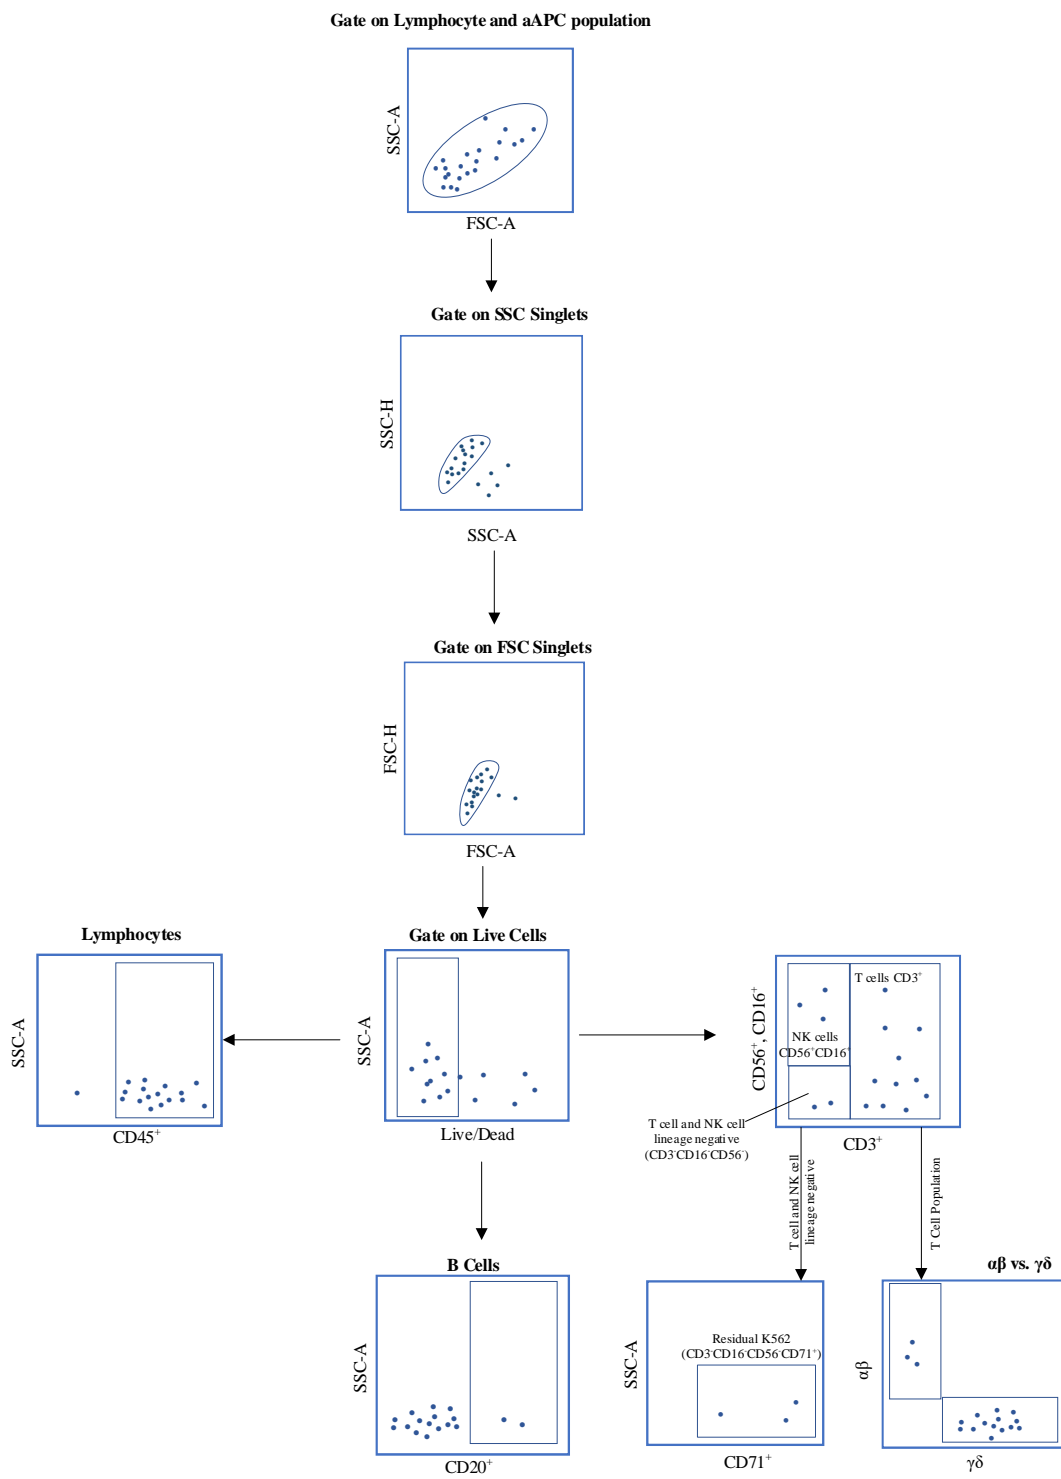 Gate on Lymphocyte and aAPC population
SSC-A
FSC-A
Gate on SSC Singlets
SSC-H
SSC-A
Gate on FSC Singlets
FSC-H
FSC-A
Lymphocytes
SSC-A
CD45⁺
Gate on Live Cells
SSC-A
Live/Dead
CD56⁺, CD16⁺
T cells CD3⁺
NK cells
CD56⁺CD16⁺
T cell and NK cell
lineage negative
(CD3⁻CD16⁻CD56⁻)
CD3⁺
T cell and NK cell
lineage negative
T Cell Population
B Cells
SSC-A
CD20⁺
SSC-A
Residual K562
(CD3⁻CD16⁻CD56⁻CD71⁺)
CD71⁺
αβ vs. γδ
αβ
γδ